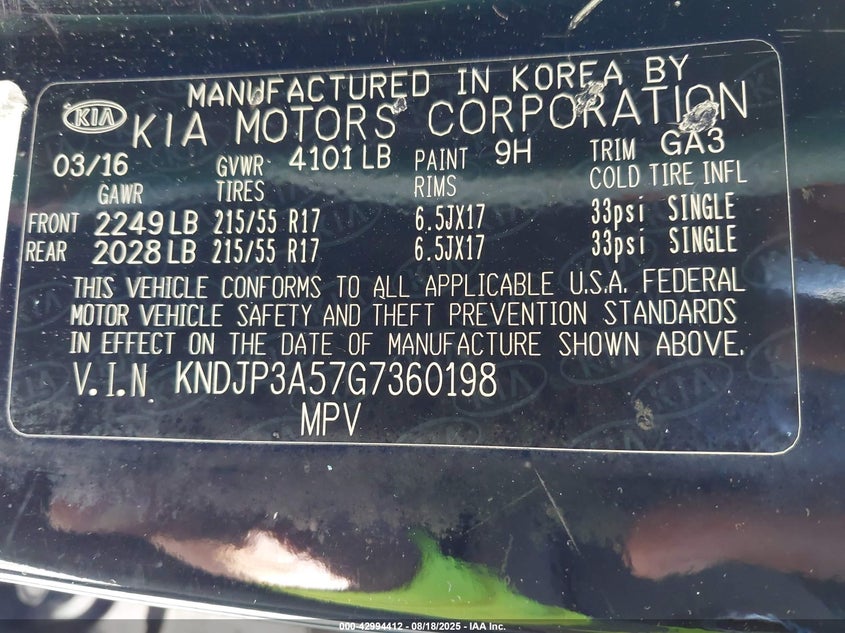 MANUFACTURED IN KOREA BY
KIA KIA MOTORS CORPORATION
03/16 GVWR 4101 LB PAINT 9H TRIM GA3
GAWR TIRES RIMS COLD TIRE INFL
FRONT 2249 LB 215/55 R17 6.5JX17 33psi SINGLE
REAR 2028 LB 215/55 R17 6.5JX17 33psi SINGLE
THIS VEHICLE CONFORMS TO ALL APPLICABLE U.S.A. FEDERAL
MOTOR VEHICLE SAFETY AND THEFT PREVENTION STANDARDS
IN EFFECT ON THE DATE OF MANUFACTURE SHOWN ABOVE.
V.I.N KNDJP3A57G7360198
MPV
000-42994412 - 08/18/2025 - IAA Inc.